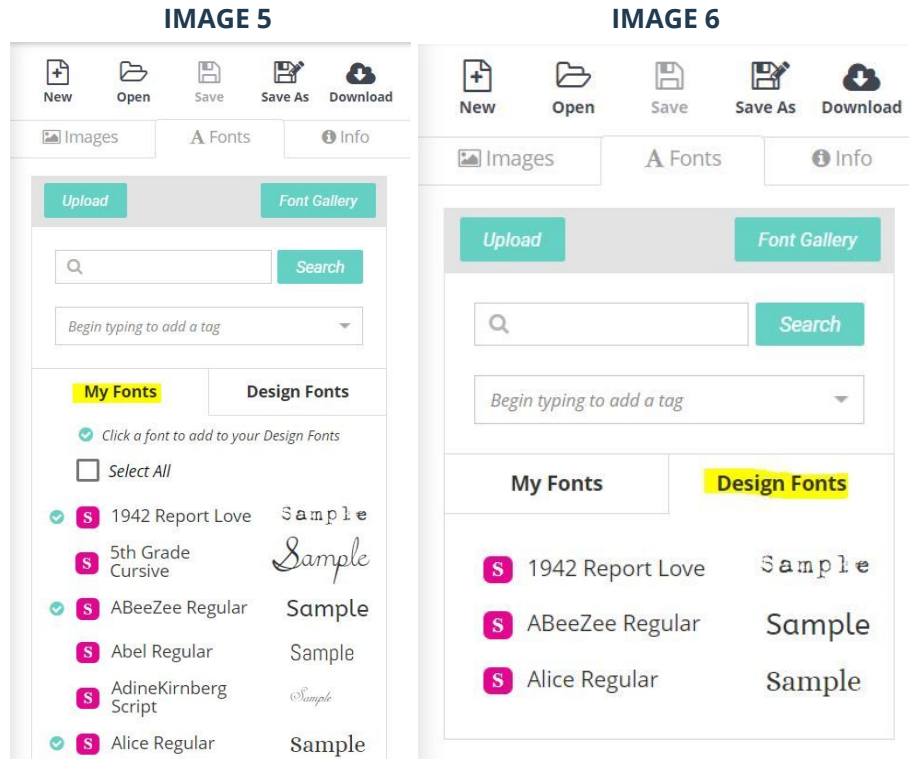 IMAGE 5
New Open Save Save As Download
Images A Fonts Info
Upload Font Gallery
Search
Begin typing to add a tag
My Fonts Design Fonts
Click a font to add to your Design Fonts
Select All
S 1942 Report Love Sample
S 5th Grade Cursive Sample
S ABeeZee Regular Sample
S Abel Regular Sample
S AdineKirnberg Script Sample
S Alice Regular Sample
IMAGE 6
New Open Save Save As Download
Images A Fonts Info
Upload Font Gallery
Search
Begin typing to add a tag
My Fonts Design Fonts
S 1942 Report Love Sample
S ABeeZee Regular Sample
S Alice Regular Sample